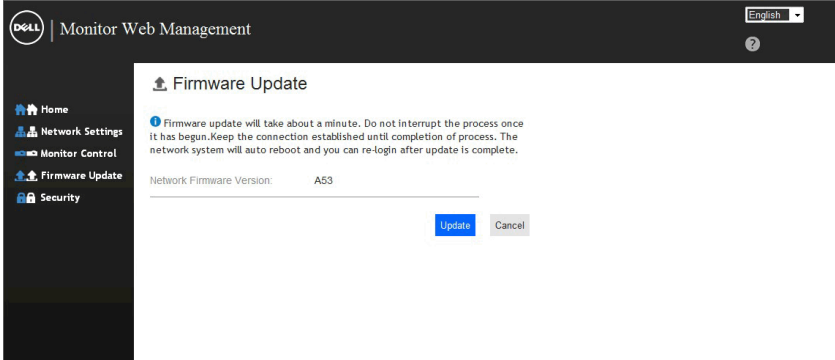 DELL
Monitor Web Management
English
?
Firmware Update
Home
Network Settings
Monitor Control
Firmware Update
Security
Firmware update will take about a minute. Do not interrupt the process once
it has begun.Keep the connection established until completion of process. The
network system will auto reboot and you can re-login after update is complete.
Network Firmware Version: A53
Update Cancel